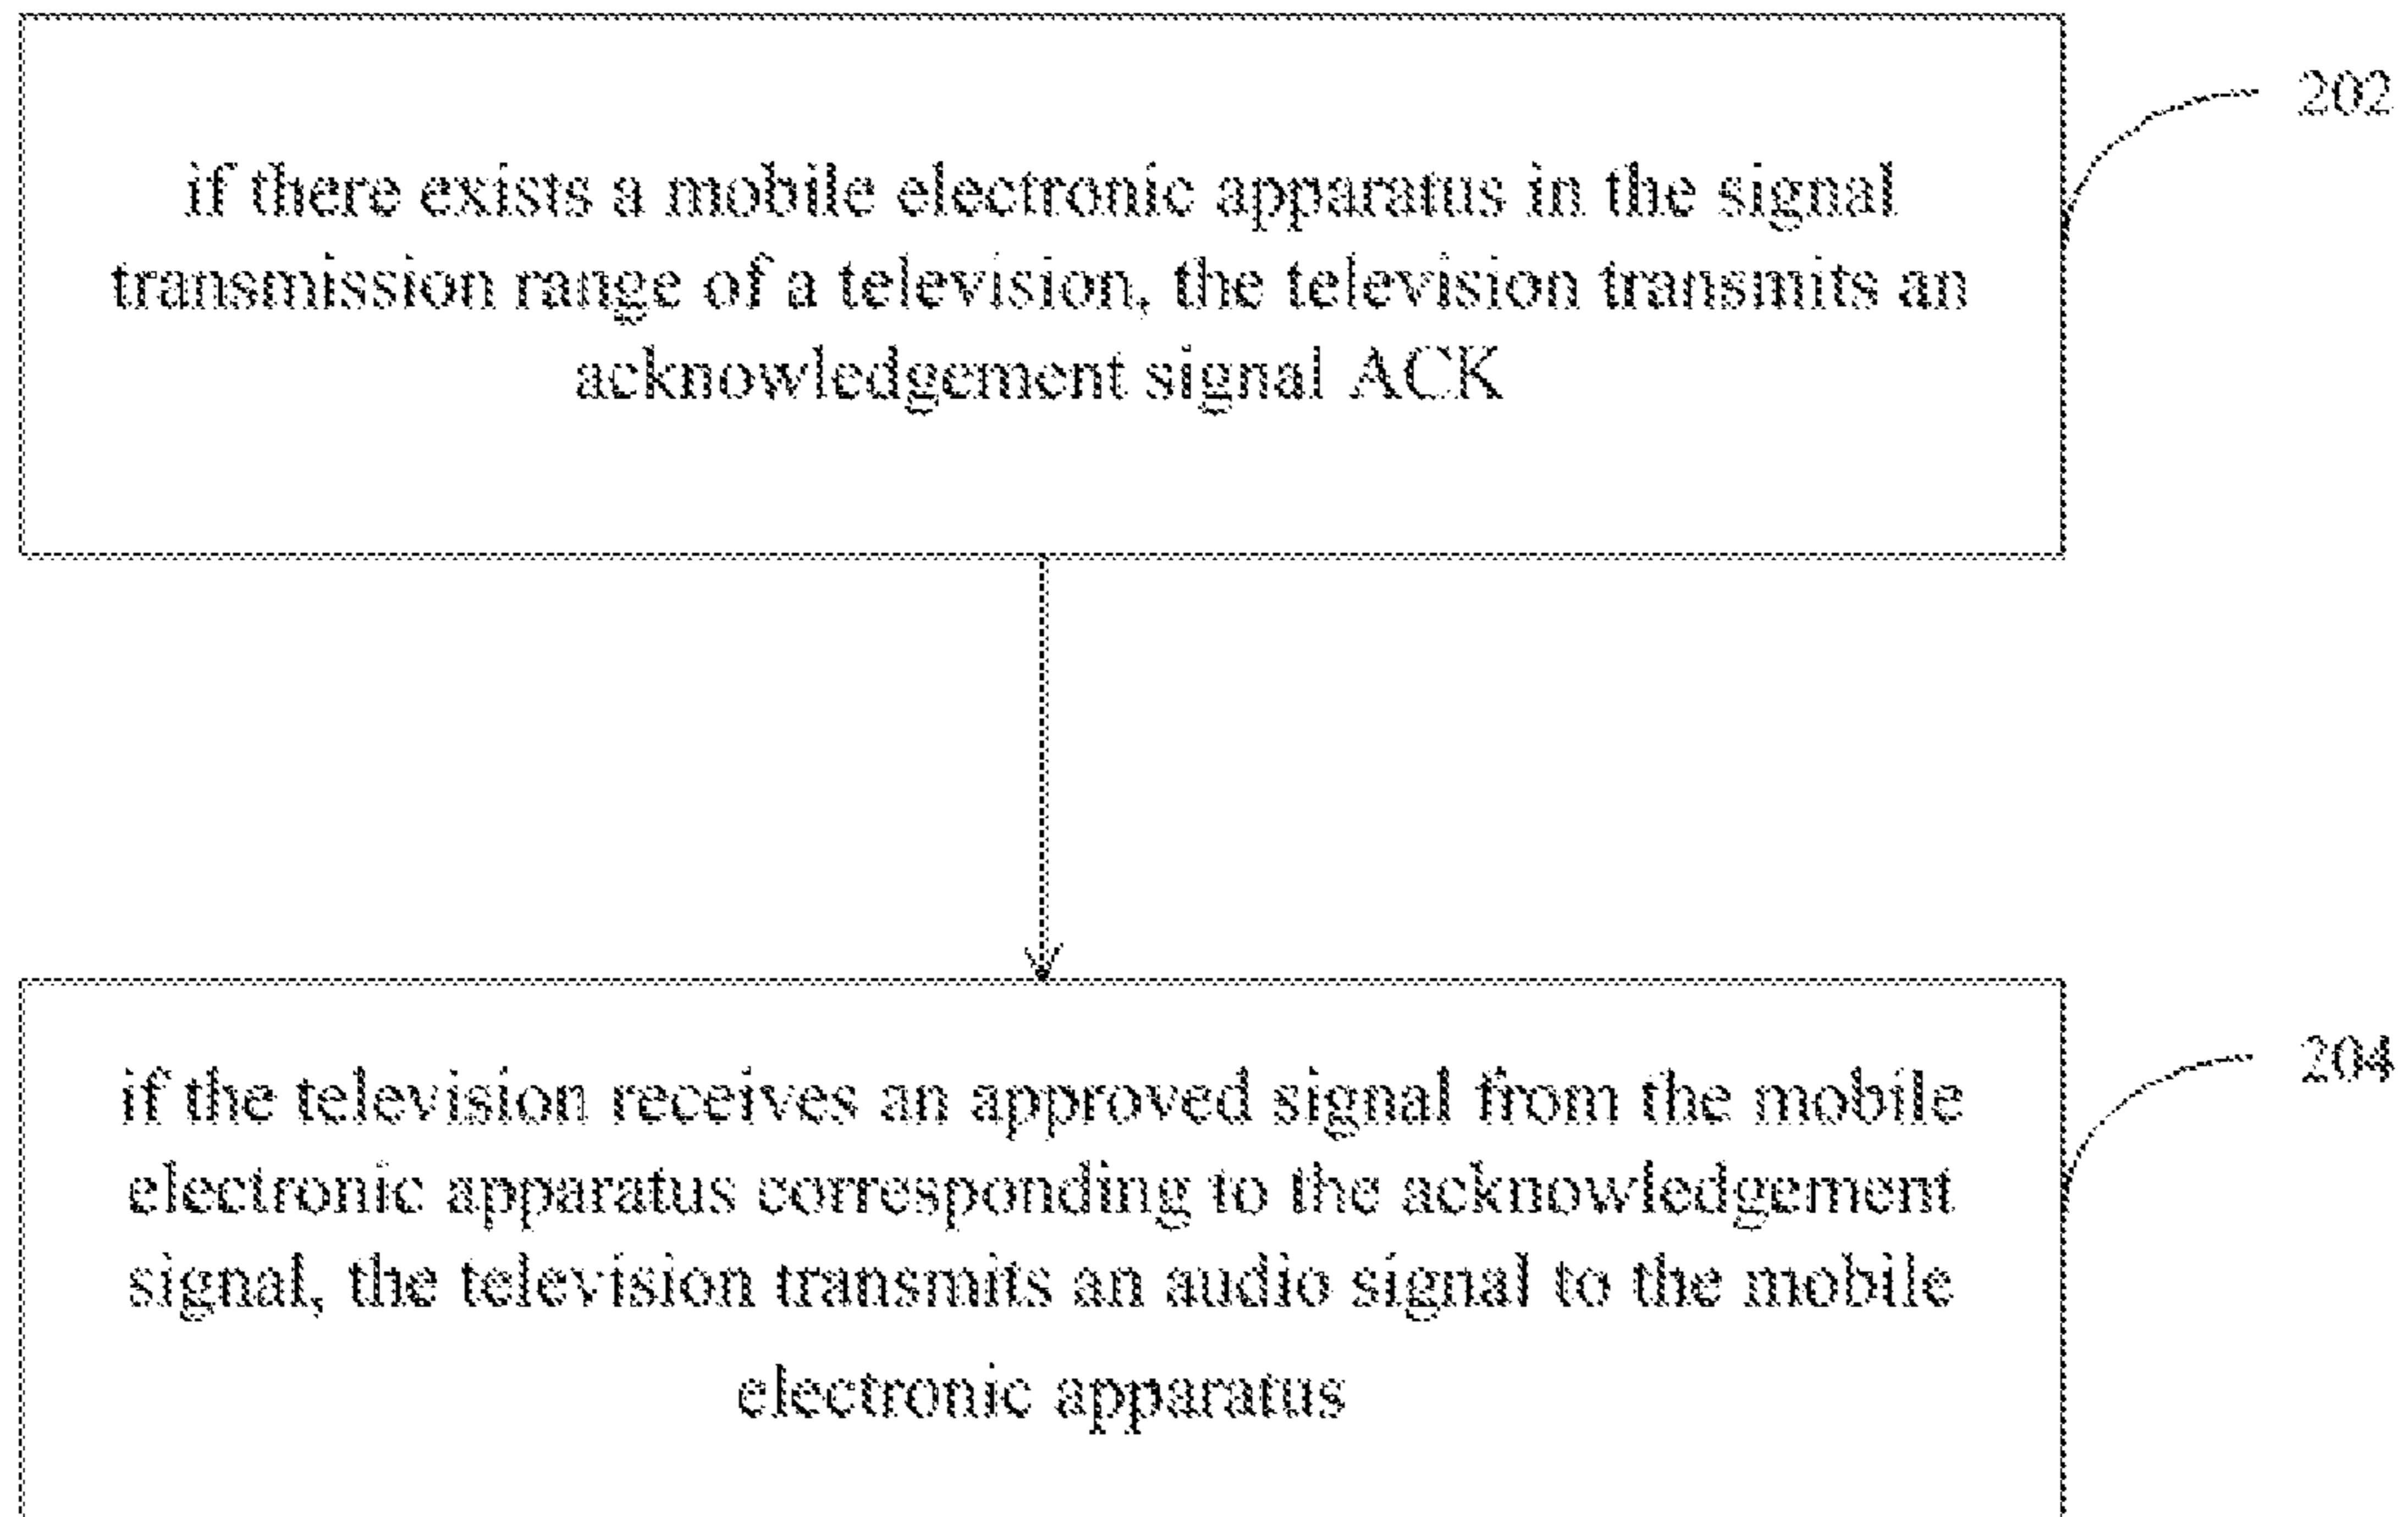 202
if there exists a mobile electronic apparatus in the signal
transmission range of a television, the television transmits an
acknowledgement signal ACK
204
if the television receives an approved signal from the mobile
electronic apparatus corresponding to the acknowledgement
signal, the television transmits an audio signal to the mobile
electronic apparatus